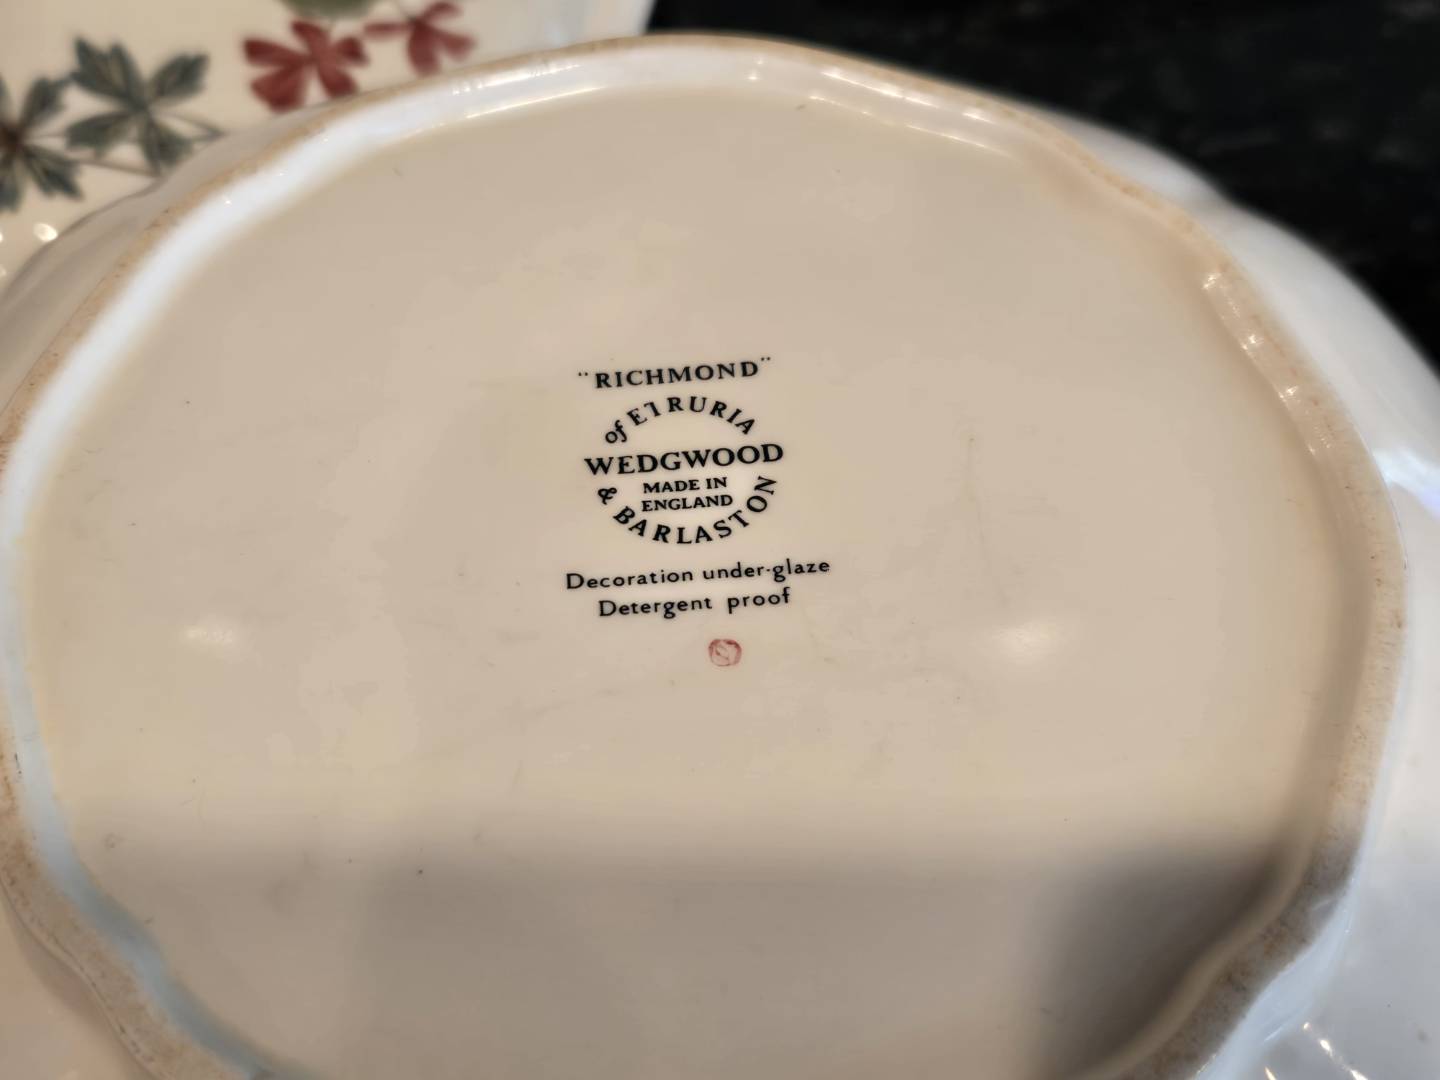 "RICHMOND"
of ETRURIA
WEDGWOOD
MADE IN
ENGLAND
& BARLASTON
Decoration under-glaze
Detergent proof